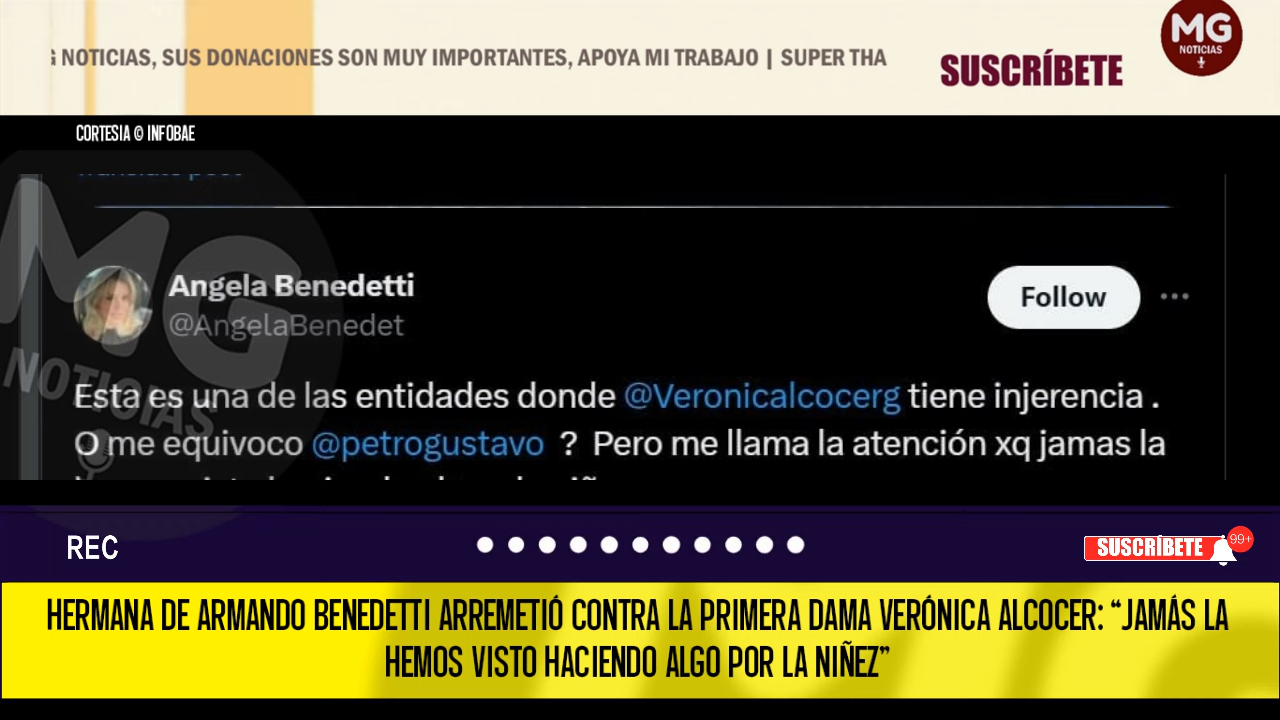 NOTICIAS, SUS DONACIONES SON MUY IMPORTANTES, APOYA MI TRABAJO | SUPER THA
SUSCRÍBETE
MG
NOTICIAS
CORTESIA © INFOBAE
MG
NOTICIAS
Angela Benedetti
@AngelaBenedet
Follow
Esta es una de las entidades donde @Veronicalcocerg tiene injerencia .
O me equivoco @petrogustavo ? Pero me llama la atención xq jamas la
REC
SUSCRÍBETE
99+
HERMANA DE ARMANDO BENEDETTI ARREMETIÓ CONTRA LA PRIMERA DAMA VERÓNICA ALCOCER: “JAMÁS LA
HEMOS VISTO HACIENDO ALGO POR LA NIÑEZ”